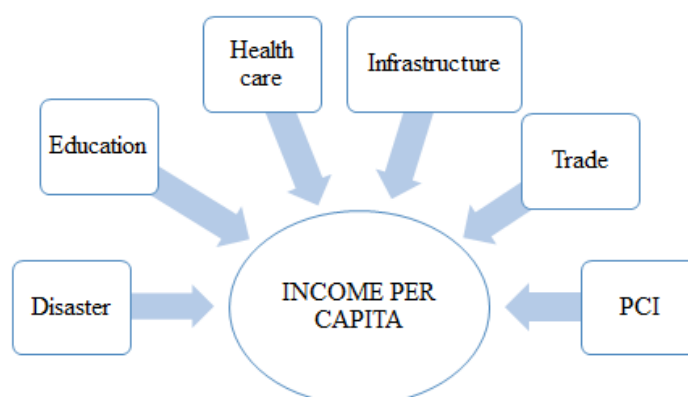 Health
care
Infrastructure
Education
Trade
Disaster
INCOME PER
CAPITA
PCI